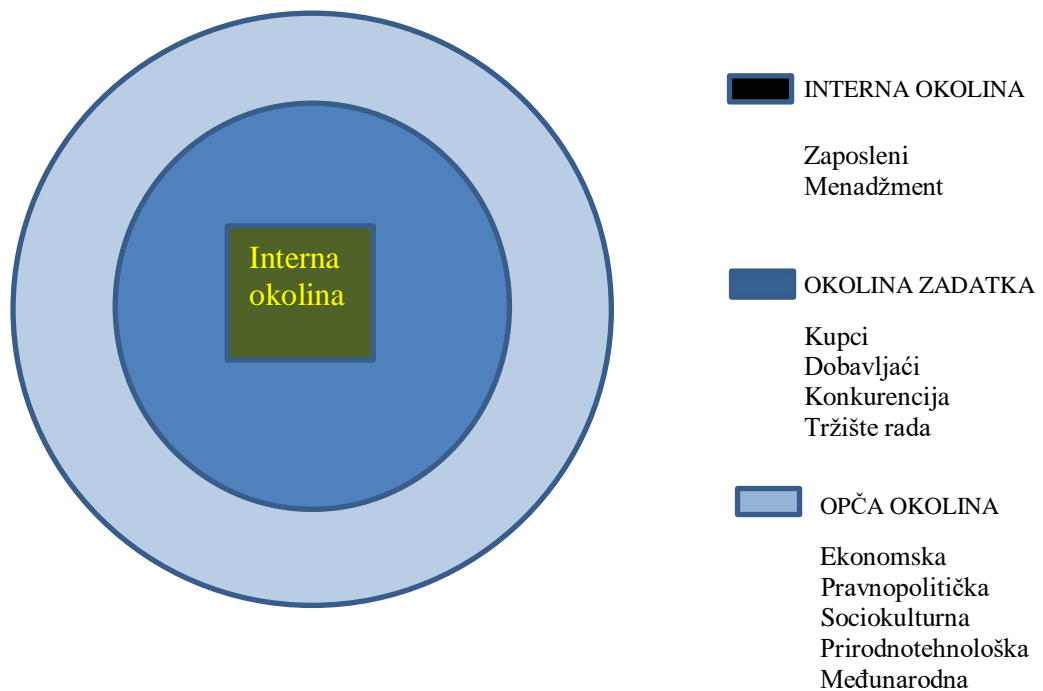 Interna
okolina
INTERNA OKOLINA
Zaposleni
Menadžment
OKOLINA ZADATKA
Kupci
Dobavljaći
Konkurencija
Tržište rada
OPČA OKOLINA
Ekonomska
Pravnopolitička
Sociokulturna
Prirodnotehnološka
Međunarodna